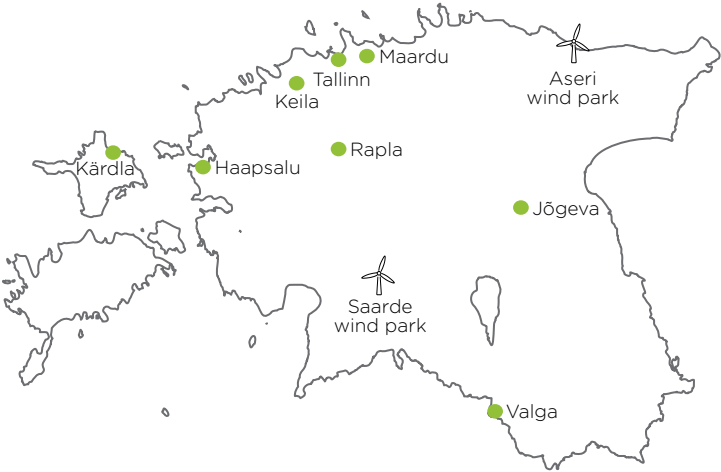 Maardu
Tallinn
Keila
Aseri
wind park
Rapla
Kärdla
Haapsalu
Jõgeva
Saarde
wind park
Valga